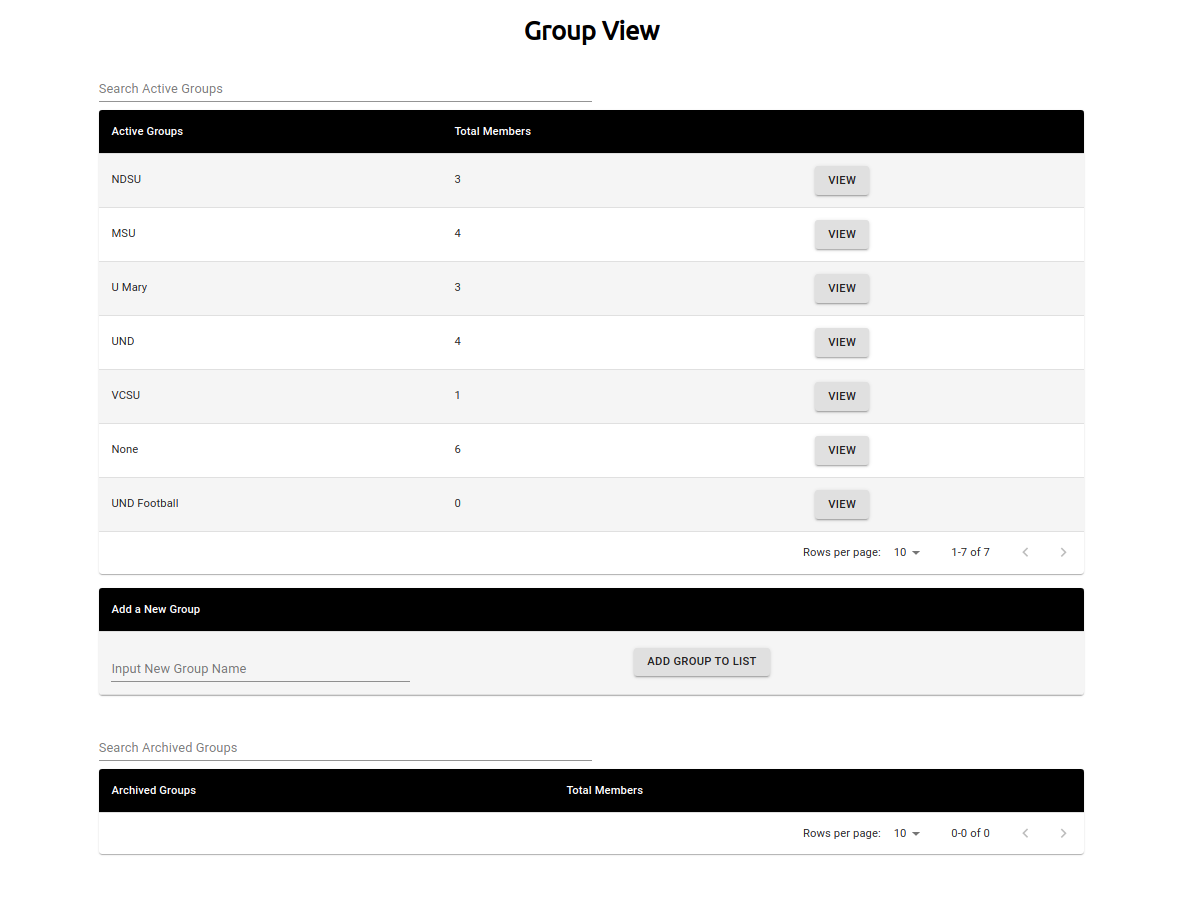 Group View
Search Active Groups
Active Groups Total Members
NDSU 3 VIEW
MSU 4 VIEW
U Mary 3 VIEW
UND 4 VIEW
VCSU 1 VIEW
None 6 VIEW
UND Football 0 VIEW
Rows per page: 10 1-7 of 7
Add a New Group
Input New Group Name ADD GROUP TO LIST
Search Archived Groups
Archived Groups Total Members
Rows per page: 10 0-0 of 0